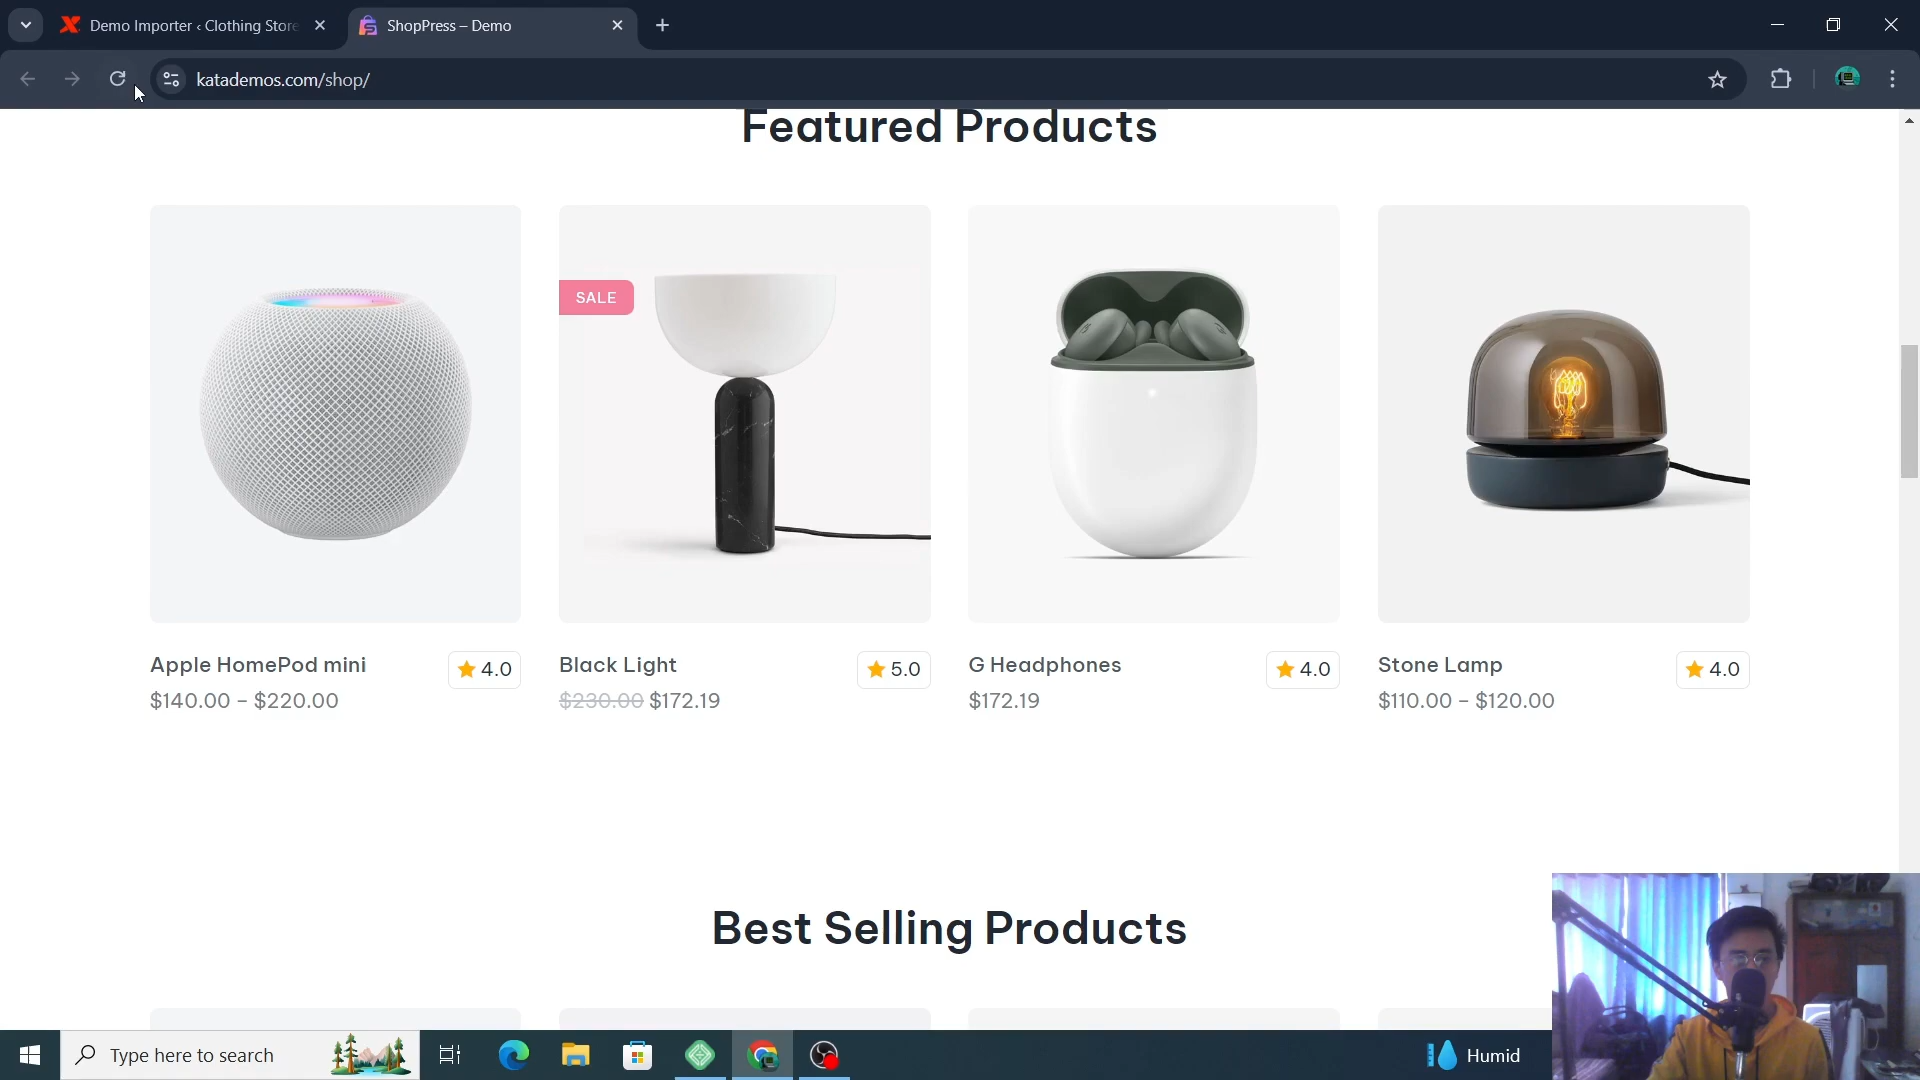 Demo Importer ‹ Clothing Store
ShopPress – Demo
katademos.com/shop/
Featured Products
SALE
Apple HomePod mini
4.0
$140.00 – $220.00
Black Light
5.0
$230.00 $172.19
G Headphones
4.0
$172.19
Stone Lamp
4.0
$110.00 – $120.00
Best Selling Products
Type here to search
Humid